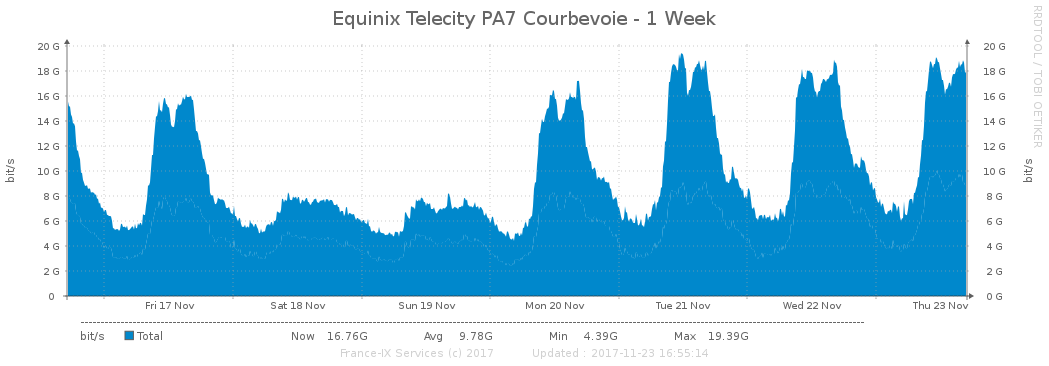 Equinix Telecity PA7 Courbevoie - 1 Week
RRDTOOL / TOBI OETIKER
bit/s
20 G 20 G
18 G 18 G
16 G 16 G
14 G 14 G
12 G 12 G
10 G 10 G
8 G 8 G
6 G 6 G
4 G 4 G
2 G 2 G
0 0 G
bit/s
Fri 17 Nov Sat 18 Nov Sun 19 Nov Mon 20 Nov Tue 21 Nov Wed 22 Nov Thu 23 Nov
bit/s Total Now 16.76G Avg 9.78G Min 4.39G Max 19.39G
France-IX Services (c) 2017 Updated : 2017-11-23 16:55:14